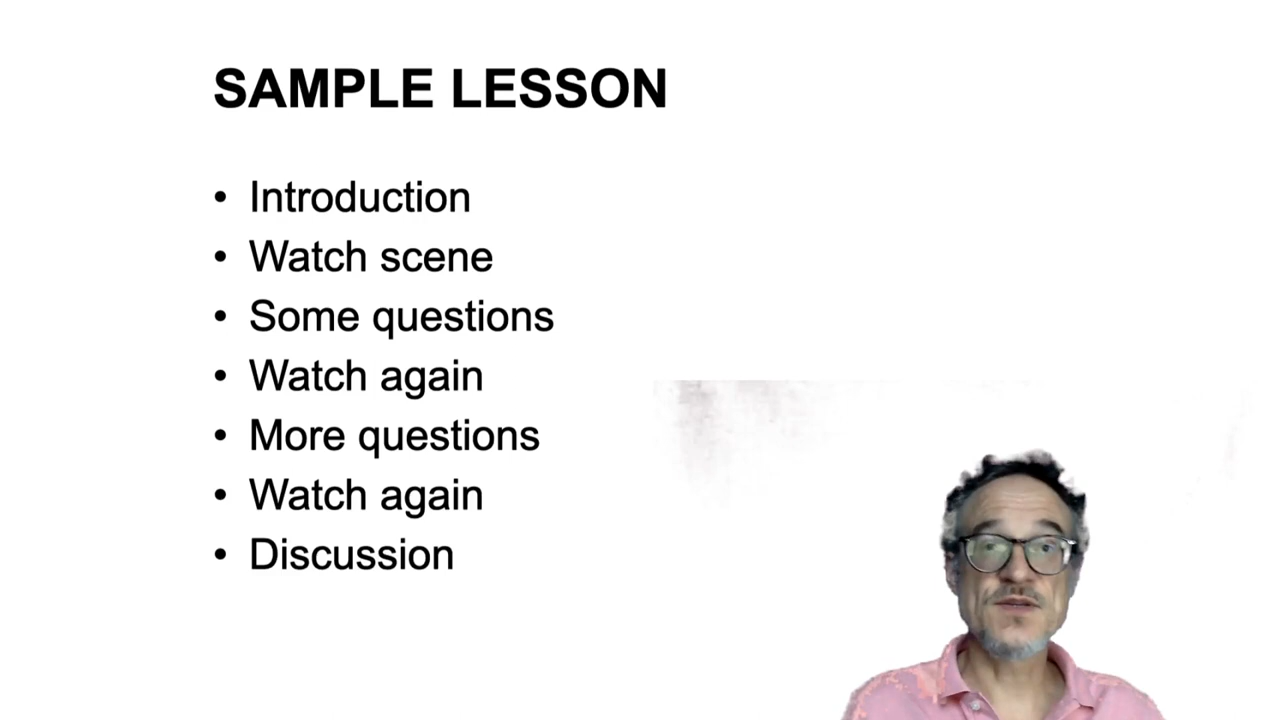 SAMPLE LESSON
• Introduction
• Watch scene
• Some questions
• Watch again
• More questions
• Watch again
• Discussion